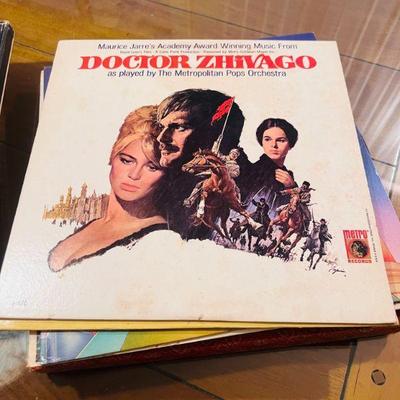 Maurice Jarre's Academy Award Winning Music From
DOCTOR ZHIVAGO
as played by The Metropolitan Pops Orchestra
METRO
RECORDS